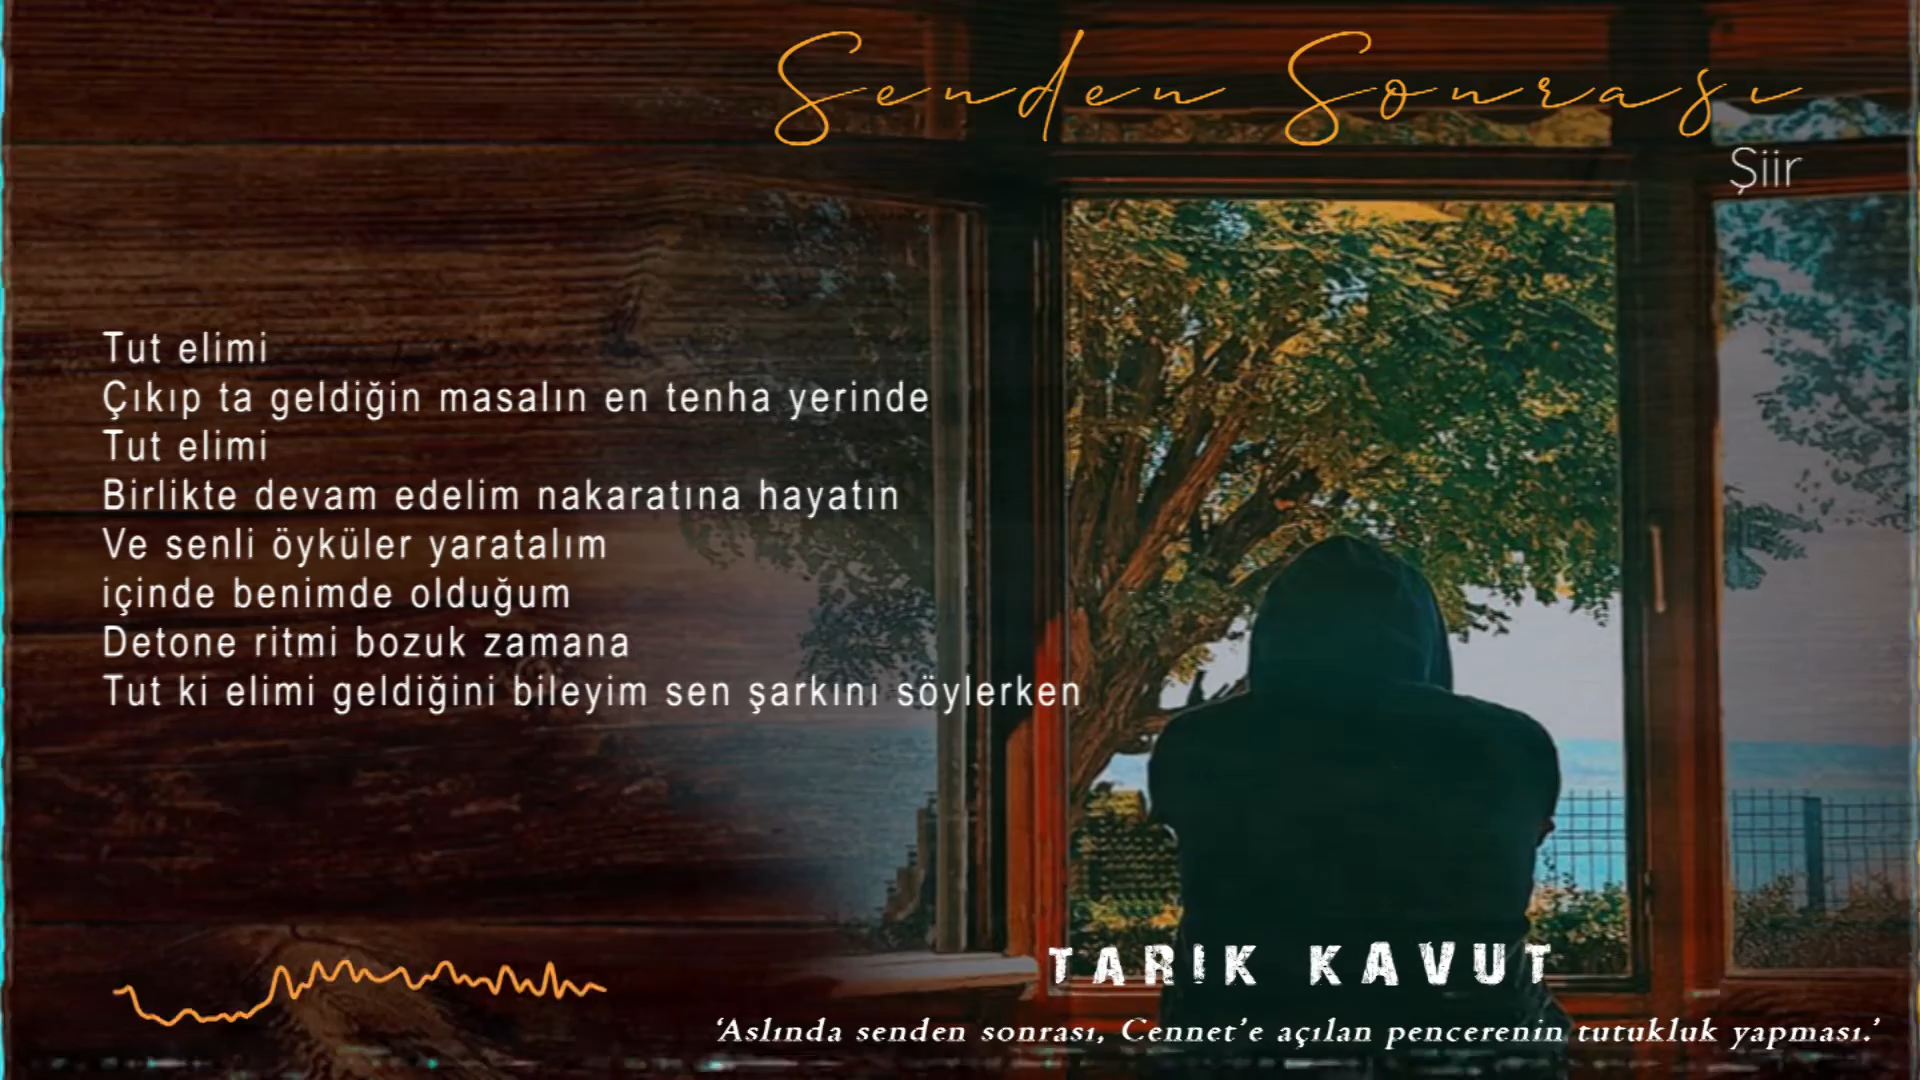 Senden Sonrası
Şiir
Tut elimi
Çıkıp ta geldiğin masalın en tenha yerinde
Tut elimi
Birlikte devam edelim nakaratına hayatın
Ve senli öyküler yaratalım
içinde benimde olduğum
Detone ritmi bozuk zamana
Tut ki elimi geldiğini bileyim sen şarkını söylerken
TARIK KAVUT
‘Aslında senden sonrası, Cennet’e açılan pencerenin tutukluk yapması.’